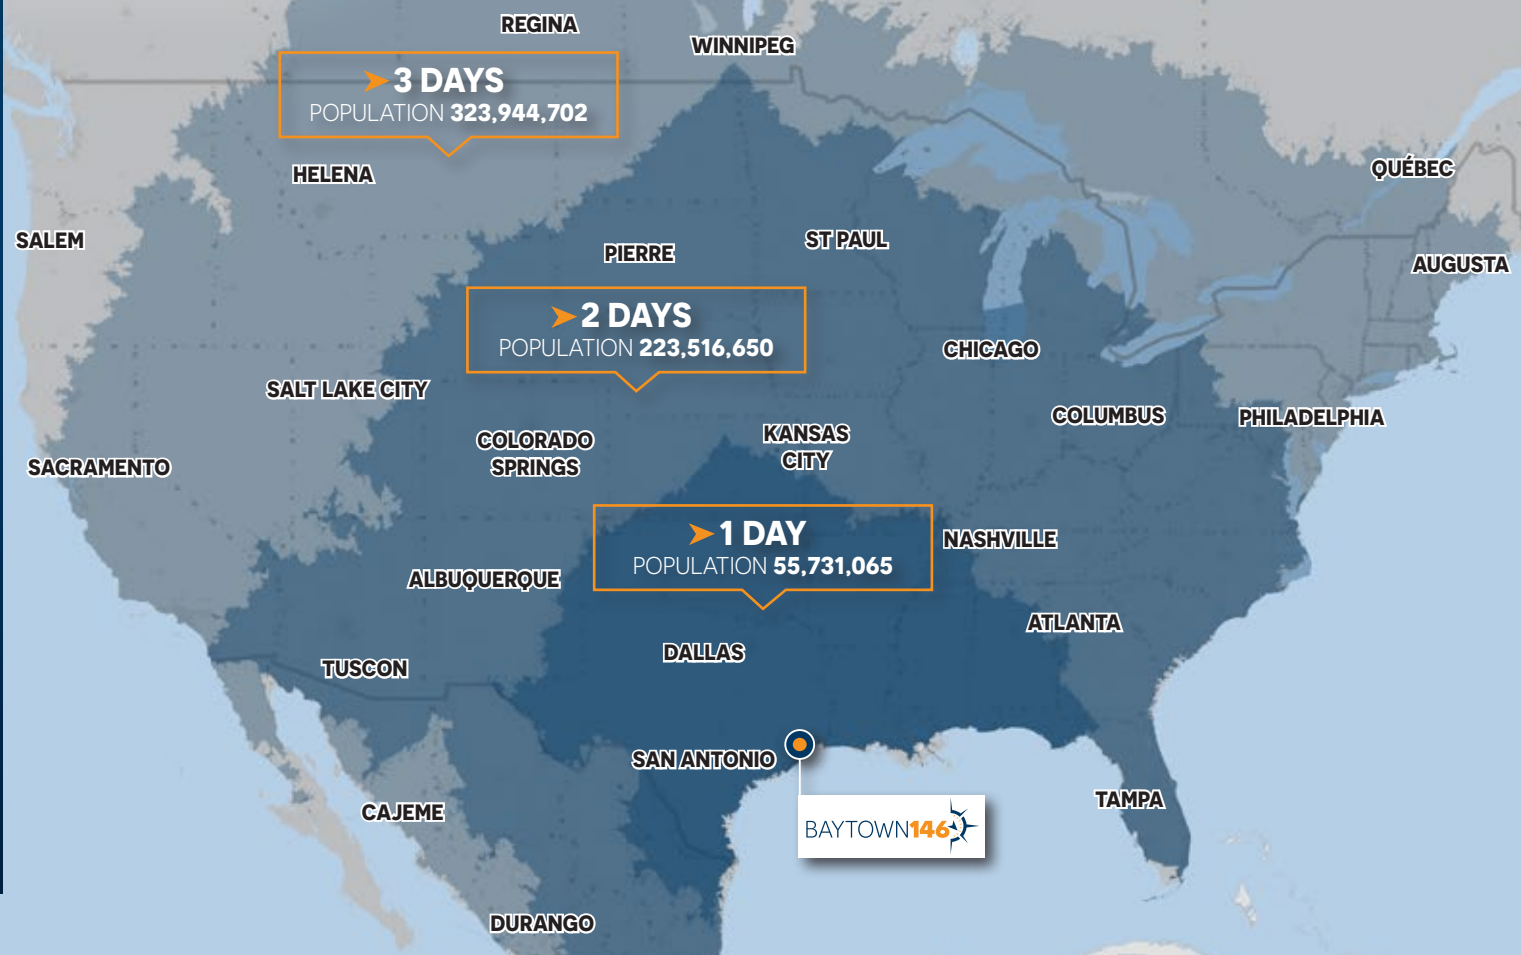 REGINA
WINNIPEG
3 DAYS
POPULATION 323,944,702
HELENA
QUÉBEC
SALEM
PIERRE
ST PAUL
AUGUSTA
2 DAYS
POPULATION 223,516,650
CHICAGO
SALT LAKE CITY
COLUMBUS
PHILADELPHIA
COLORADO
SPRINGS
KANSAS
CITY
SACRAMENTO
1 DAY
POPULATION 55,731,065
NASHVILLE
ALBUQUERQUE
ATLANTA
DALLAS
TUSCON
SAN ANTONIO
TAMPA
CAJEME
BAYTOWN146
DURANGO